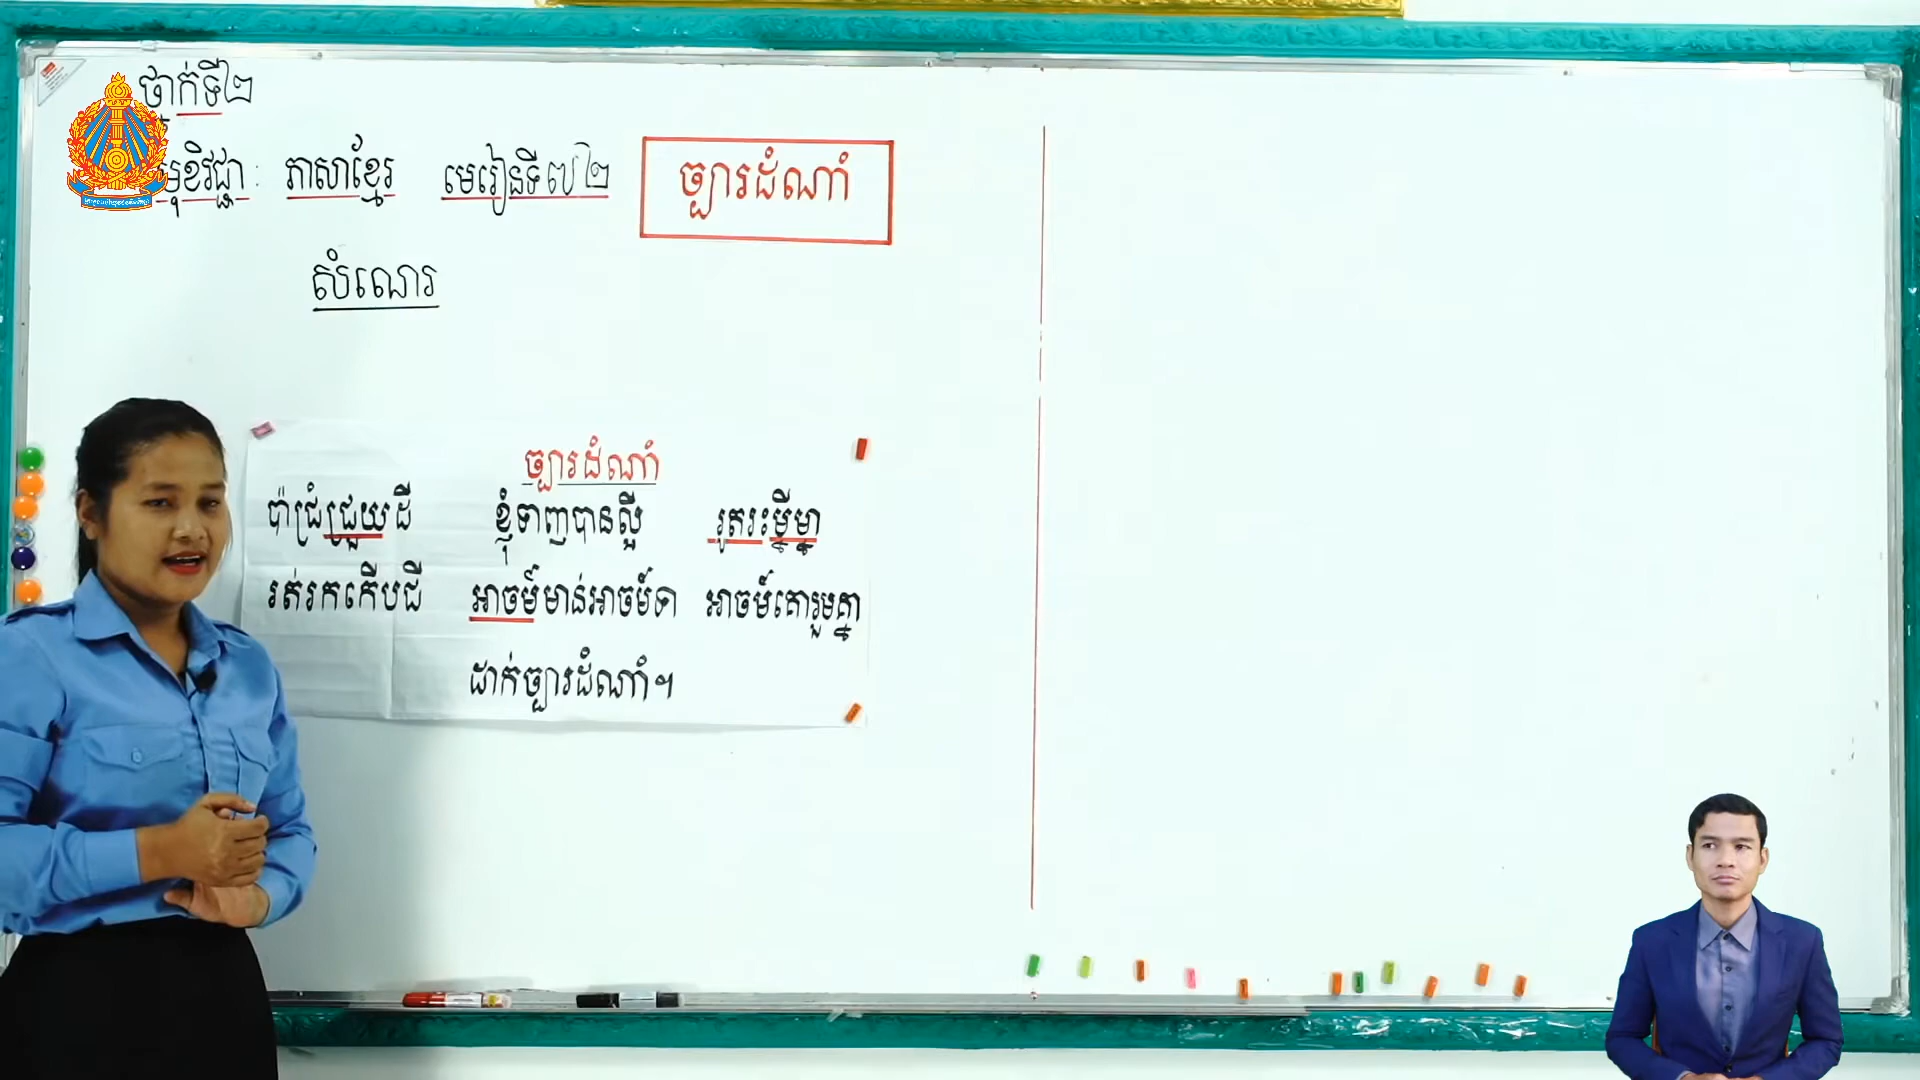 ថ្នាក់ទី២
មុខវិជ្ជា : ភាសាខ្មែរ មេរៀនទី៧២ ច្បារដំណាំ
សំណេរ
ច្បារដំណាំ
ប៉ាជ្រំជ្រួយដី ខ្ញុំទាញបានស្លឺ រូតរះម្នីម្នា
រត់រកកើបដី អាចម៍មាន់អាចម៍ទា អាចម៍គោរួមគ្នា
ដាក់ច្បារដំណាំ។